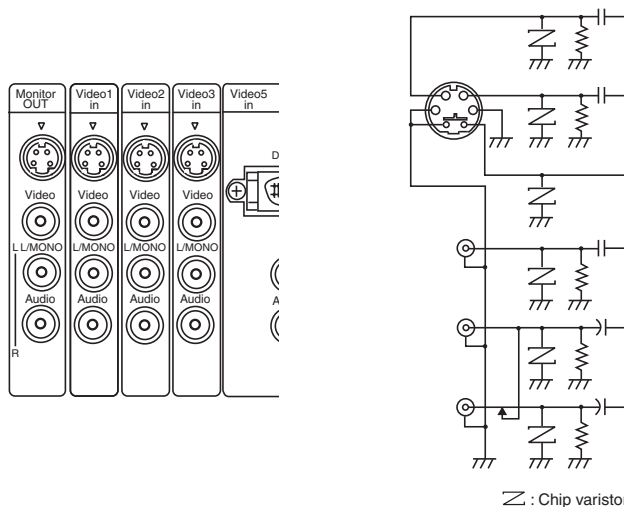 Monitor OUT
Video1 in
Video2 in
Video3 in
Video5 in
D
Video
Video
Video
Video
L L/MONO
L/MONO
L/MONO
L/MONO
Audio
Audio
Audio
Audio
A
R
: Chip varistor